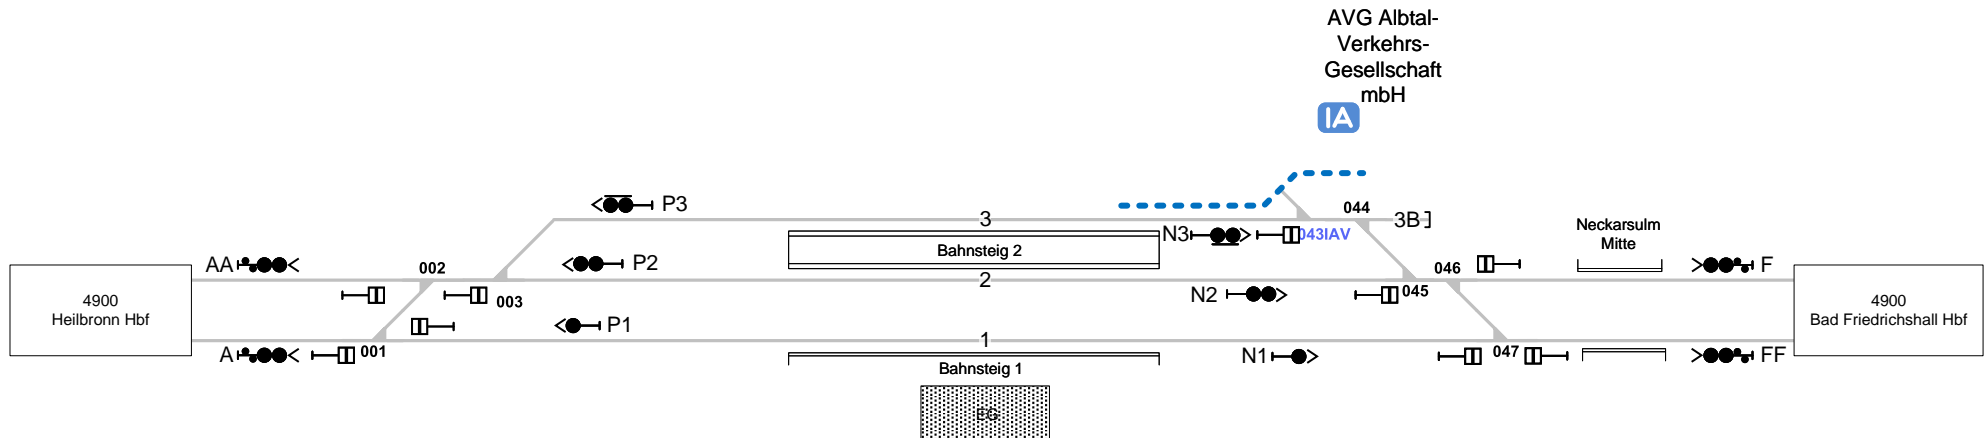 AVG Albtal-
Verkehrs-
Gesellschaft
mbH
IA
P3
3
044
3B
Neckarsulm
Mitte
N3
043IAV
Bahnsteig 2
AA
002
P2
046
F
4900
Heilbronn Hbf
2
003
N2
045
4900
Bad Friedrichshall Hbf
P1
1
A
001
N1
047
FF
Bahnsteig 1
EG